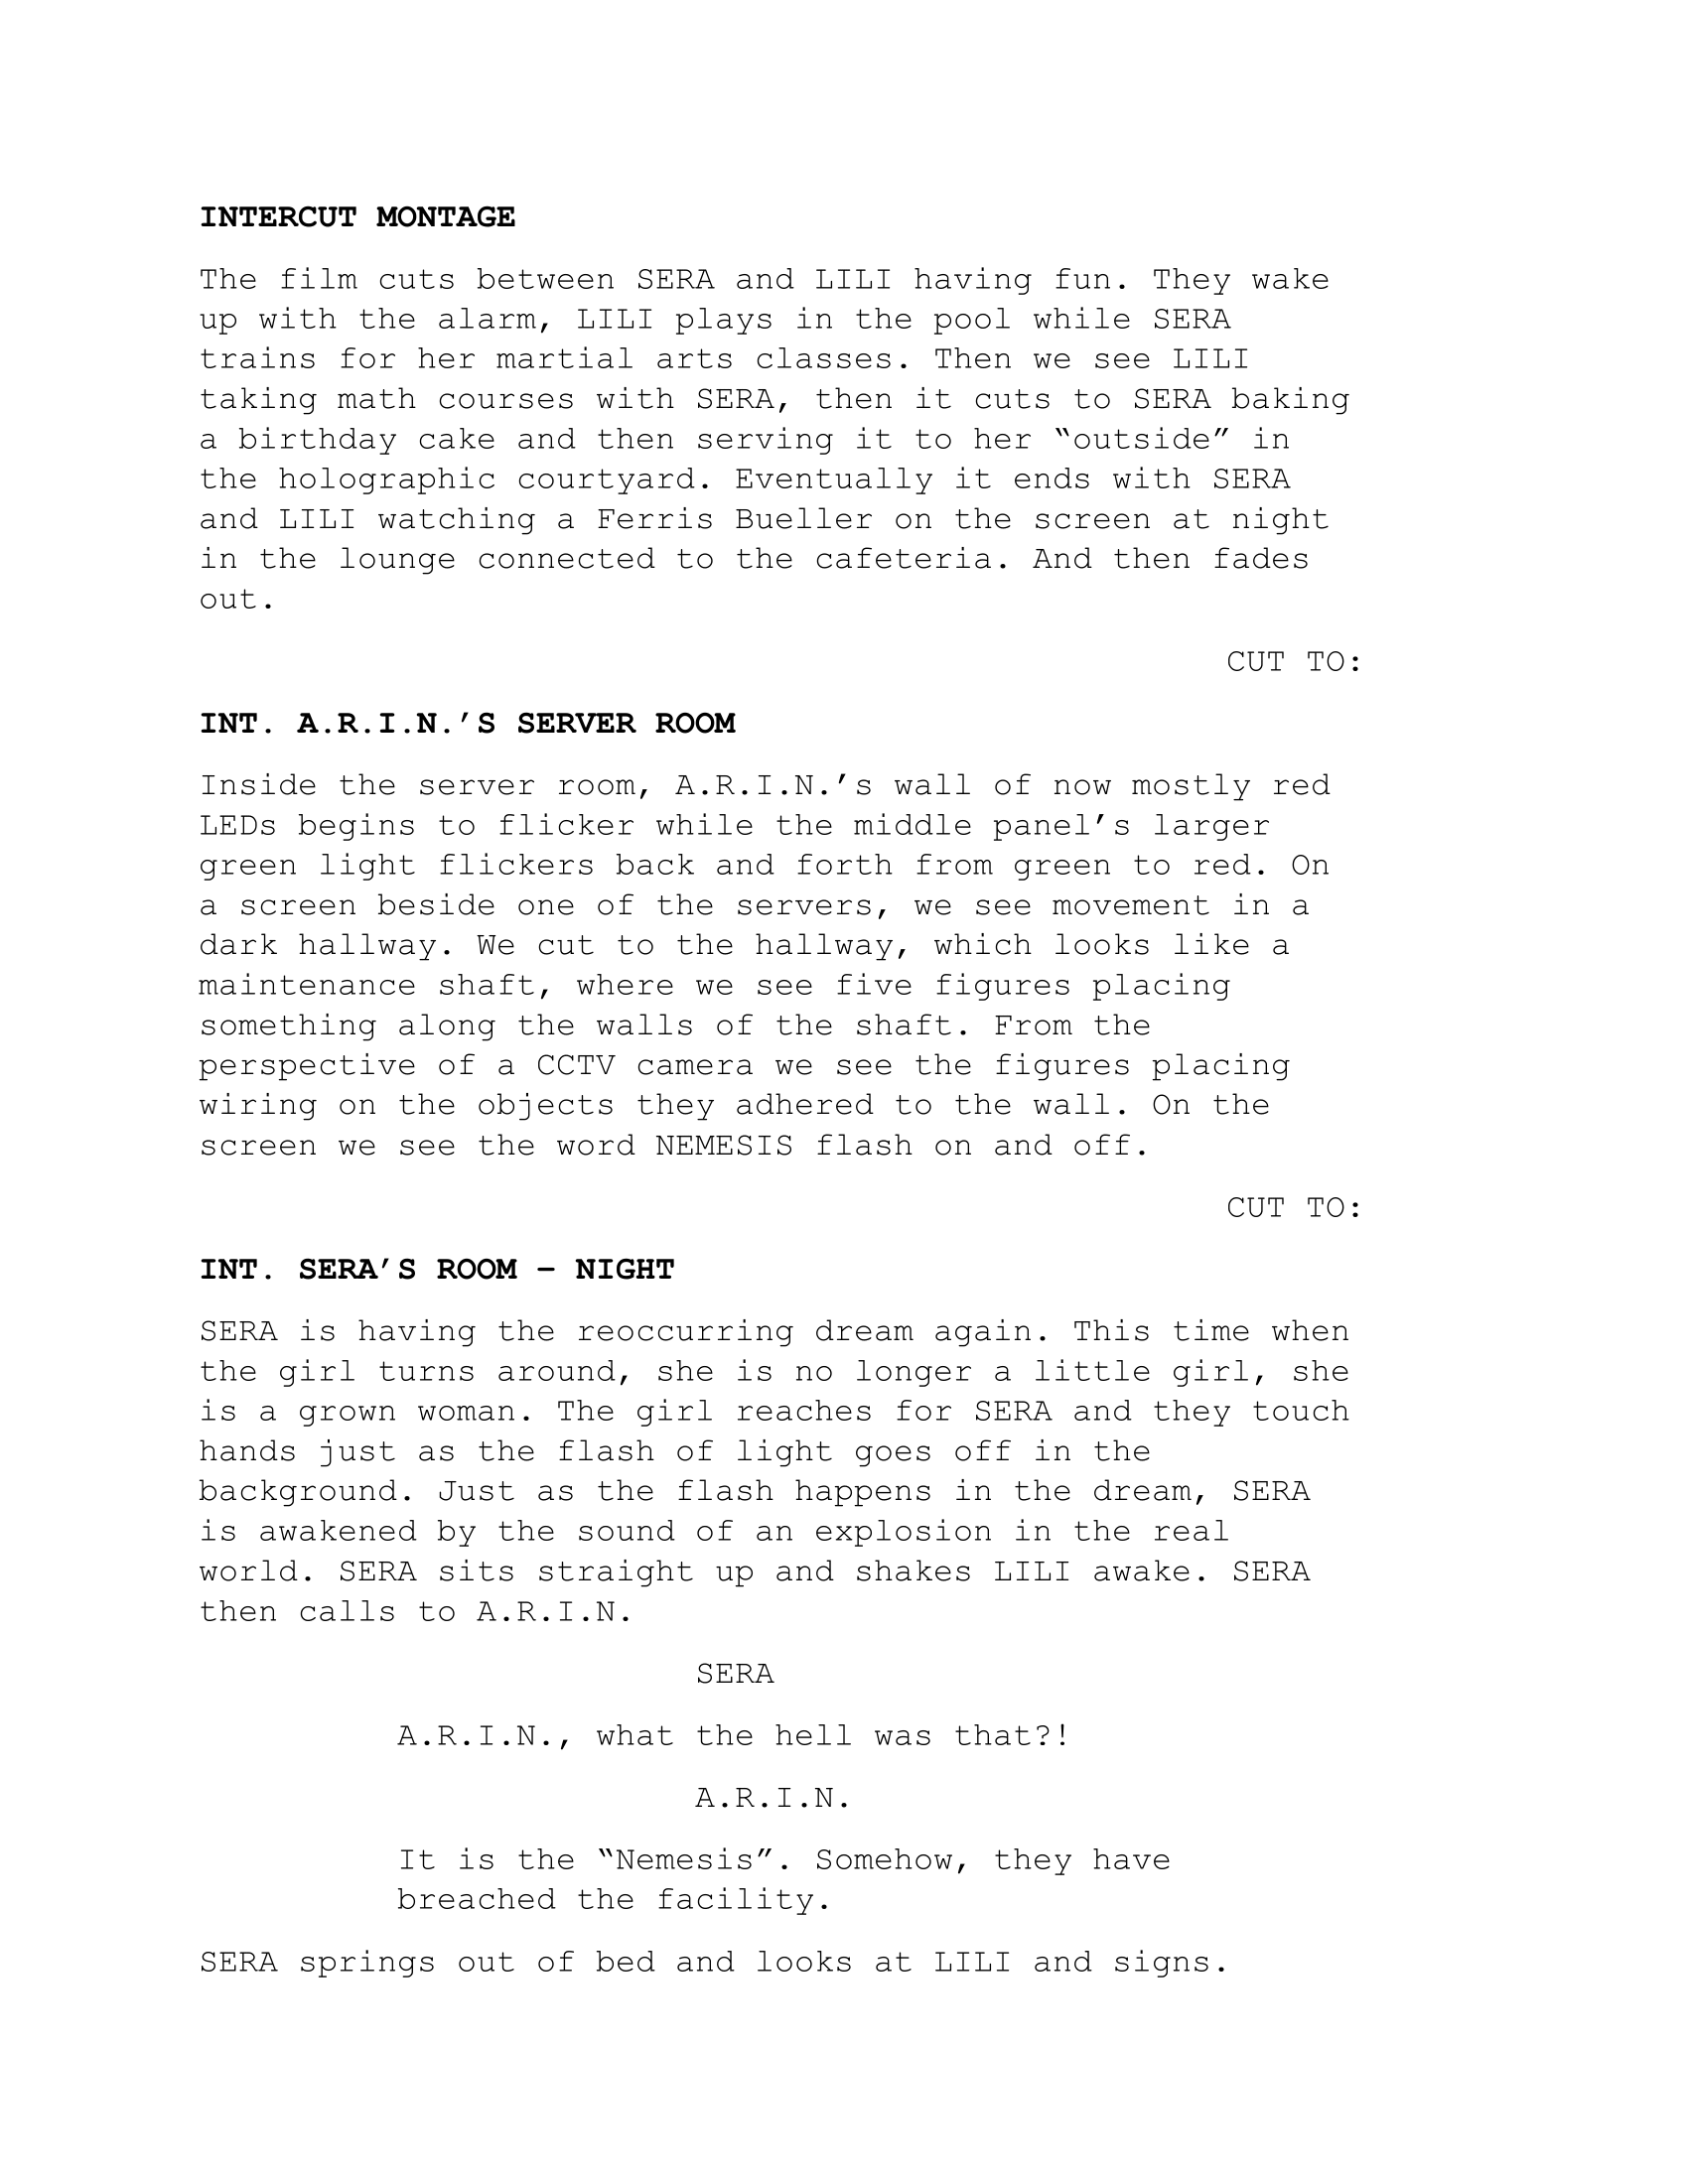 INTERCUT MONTAGE
The film cuts between SERA and LILI having fun. They wake
up with the alarm, LILI plays in the pool while SERA
trains for her martial arts classes. Then we see LILI
taking math courses with SERA, then it cuts to SERA baking
a birthday cake and then serving it to her “outside” in
the holographic courtyard. Eventually it ends with SERA
and LILI watching a Ferris Bueller on the screen at night
in the lounge connected to the cafeteria. And then fades
out.
CUT TO:
INT. A.R.I.N.’S SERVER ROOM
Inside the server room, A.R.I.N.’s wall of now mostly red
LEDs begins to flicker while the middle panel’s larger
green light flickers back and forth from green to red. On
a screen beside one of the servers, we see movement in a
dark hallway. We cut to the hallway, which looks like a
maintenance shaft, where we see five figures placing
something along the walls of the shaft. From the
perspective of a CCTV camera we see the figures placing
wiring on the objects they adhered to the wall. On the
screen we see the word NEMESIS flash on and off.
CUT TO:
INT. SERA’S ROOM – NIGHT
SERA is having the reoccurring dream again. This time when
the girl turns around, she is no longer a little girl, she
is a grown woman. The girl reaches for SERA and they touch
hands just as the flash of light goes off in the
background. Just as the flash happens in the dream, SERA
is awakened by the sound of an explosion in the real
world. SERA sits straight up and shakes LILI awake. SERA
then calls to A.R.I.N.
SERA
A.R.I.N., what the hell was that?!
A.R.I.N.
It is the “Nemesis”. Somehow, they have
breached the facility.
SERA springs out of bed and looks at LILI and signs.